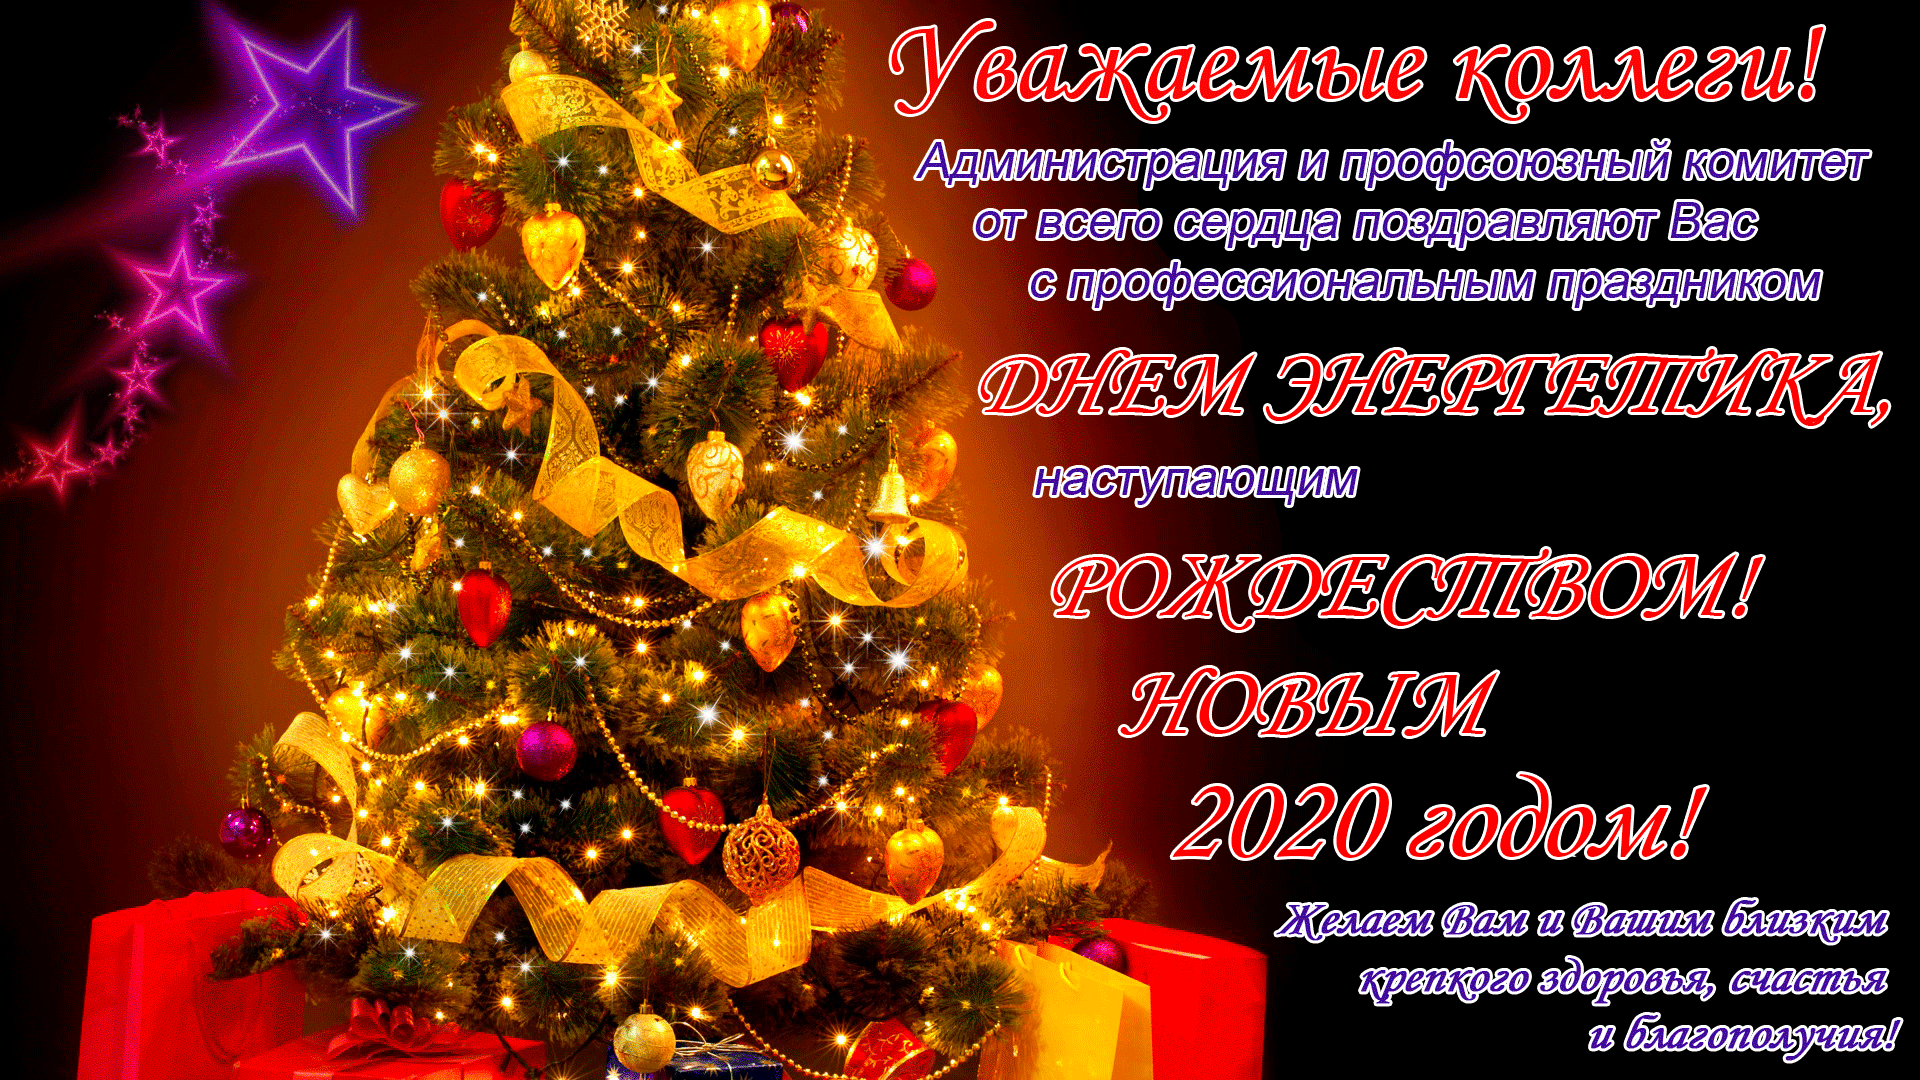 Уважаемые коллеги!
Администрация и профсоюзный комитет
от всего сердца поздравляют Вас
с профессиональным праздником
ДНЕМ ЭНЕРГЕТИКА,
наступающим
РОЖДЕСТВОМ!
НОВЫМ
2020 годом!
Желаем Вам и Вашим близким
крепкого здоровья, счастья
и благополучия!